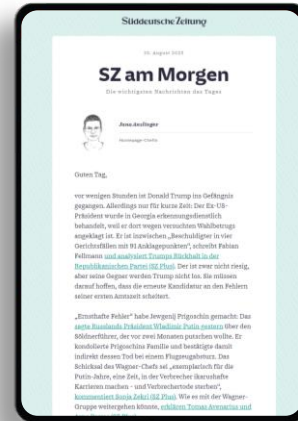 Süddeutsche Zeitung
25. August 2023
SZ am Morgen
Die wichtigsten Nachrichten des Tages
Guten Tag,
vor wenigen Stunden ist Donald Trump ins Gefängnis
gegangen. Allerdings nur für kurze Zeit: Der Ex-US-
Präsident wurde in Georgia erkennungsdienstlich
behandelt, weil er dort wegen versuchten Wahlbetrugs
angeklagt ist. Er ist inzwischen „Beschuldigter in vier
Gerichtsfällen mit 91 Anklagepunkten“, schreibt Fabian
Fellmann und analysiert Trumps Rückhalt in der
Republikanischen Partei (SZ Plus). Der ist zwar nicht riesig,
aber seine Gegner werden Trump nicht los. Sie müssen
darauf hoffen, dass die erneute Kandidatur an den Fehlern
seiner ersten Amtszeit scheitert.
„Ernsthafte Fehler“ habe Jewgenij Prigoschin gemacht: Das
sagte Russlands Präsident Wladimir Putin gestern über den
Söldnerführer, der vor zwei Monaten putschen wollte. Er
kondolierte Prigoschins Familie und bestätigte damit
indirekt dessen Tod bei einem Flugzeugabsturz. Das
Schicksal des Wagner-Chefs sei „exemplarisch für die
Putin-Jahre, eine Zeit, in der Verbrecher fabelhafte
Karrieren machen - und Verbrechertode sterben“,
kommentiert Sonja Zekri (SZ Plus). Wie es mit der Wagner-
Gruppe weitergehen könnte, erklären Tomas Avenarius und